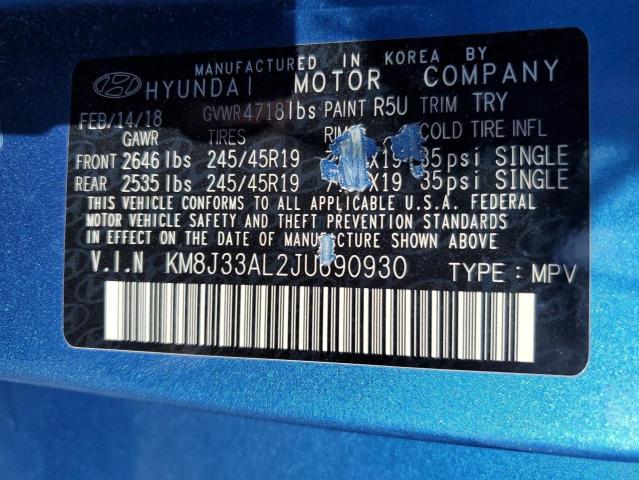 MANUFACTURED IN KOREA BY
HYUNDAI MOTOR COMPANY
FEB/14/18 GVWR 4718lbs PAINT R5U TRIM TRY
GAWR TIRES COLD TIRE INFL
FRONT 2646 lbs 245/45R19 X19 35psi SINGLE
REAR 2535 lbs 245/45R19 X19 35psi SINGLE
THIS VEHICLE CONFORMS TO ALL APPLICABLE U.S.A. FEDERAL
MOTOR VEHICLE SAFETY AND THEFT PREVENTION STANDARDS
IN EFFECT ON THE DATE OF MANUFACTURE SHOWN ABOVE
V.I.N KM8J33AL2JU690930 TYPE : MPV